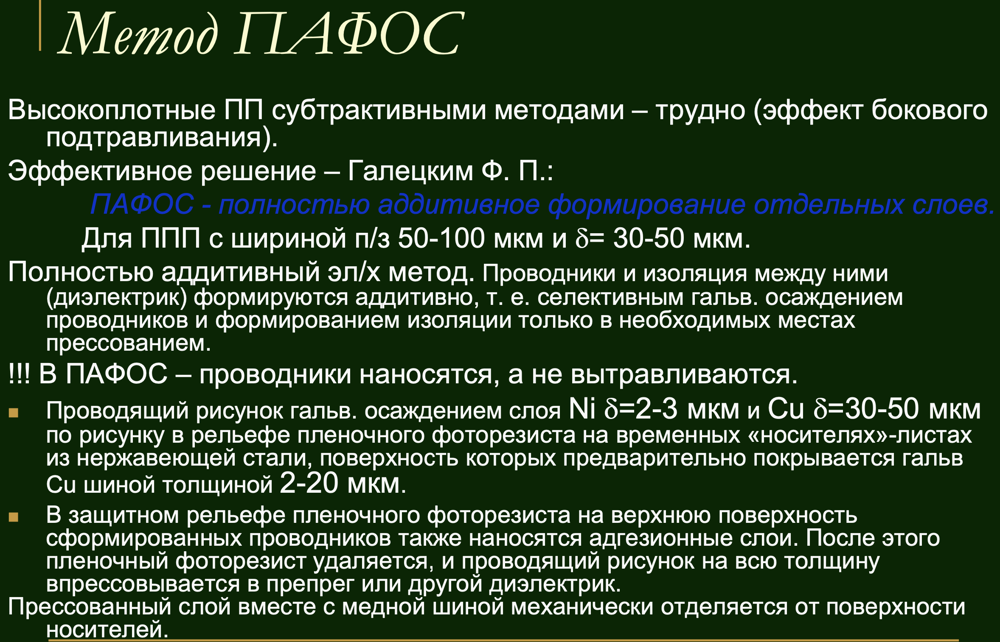 Метод ПАФОС
Высокоплотные ПП субтрактивными методами – трудно (эффект бокового
подтравливания).
Эффективное решение – Галецким Ф. П.:
ПАФОС - полностью аддитивное формирование отдельных слоев.
Для ППП с шириной п/з 50-100 мкм и δ= 30-50 мкм.
Полностью аддитивный эл/х метод. Проводники и изоляция между ними
(диэлектрик) формируются аддитивно, т. е. селективным гальв. осаждением
проводников и формированием изоляции только в необходимых местах
прессованием.
!!! В ПАФОС – проводники наносятся, а не вытравливаются.
■ Проводящий рисунок гальв. осаждением слоя Ni δ=2-3 мкм и Cu δ=30-50 мкм
по рисунку в рельефе пленочного фоторезиста на временных «носителях»-листах
из нержавеющей стали, поверхность которых предварительно покрывается гальв
Cu шиной толщиной 2-20 мкм.
■ В защитном рельефе пленочного фоторезиста на верхнюю поверхность
сформированных проводников также наносятся адгезионные слои. После этого
пленочный фоторезист удаляется, и проводящий рисунок на всю толщину
впрессовывается в препрег или другой диэлектрик.
Прессованный слой вместе с медной шиной механически отделяется от поверхности
носителей.